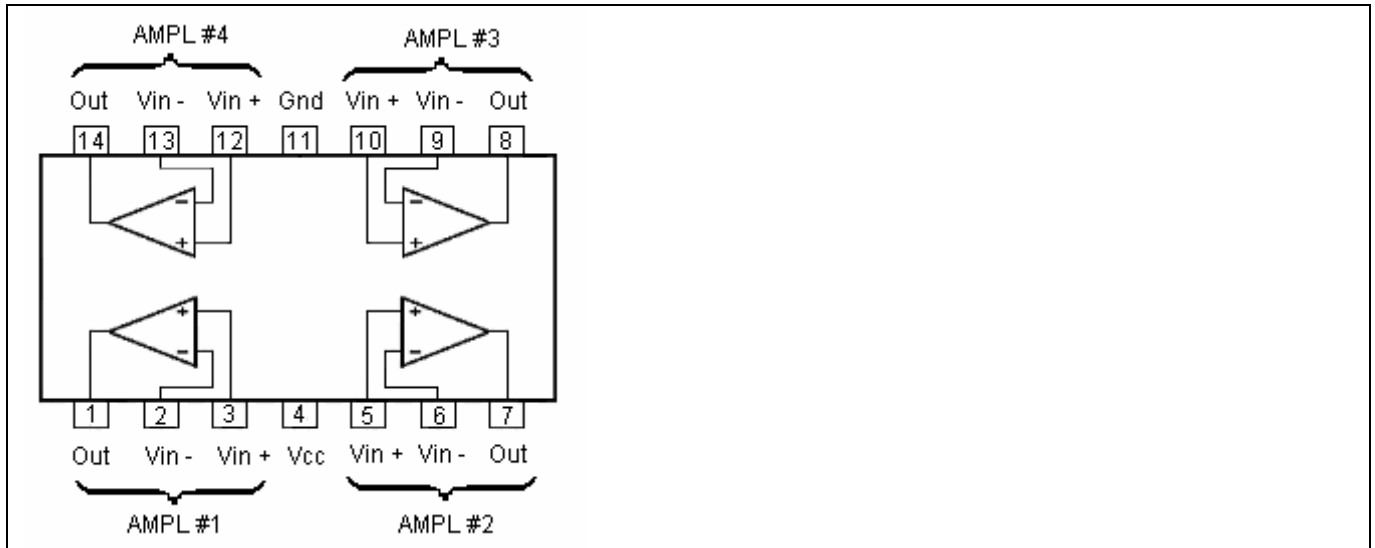 AMPL #4 AMPL #3
Out Vin - Vin + Gnd Vin + Vin - Out
14 13 12 11 10 9 8
- -
+ +
+ +
- -
1 2 3 4 5 6 7
Out Vin - Vin + Vcc Vin + Vin - Out
AMPL #1 AMPL #2